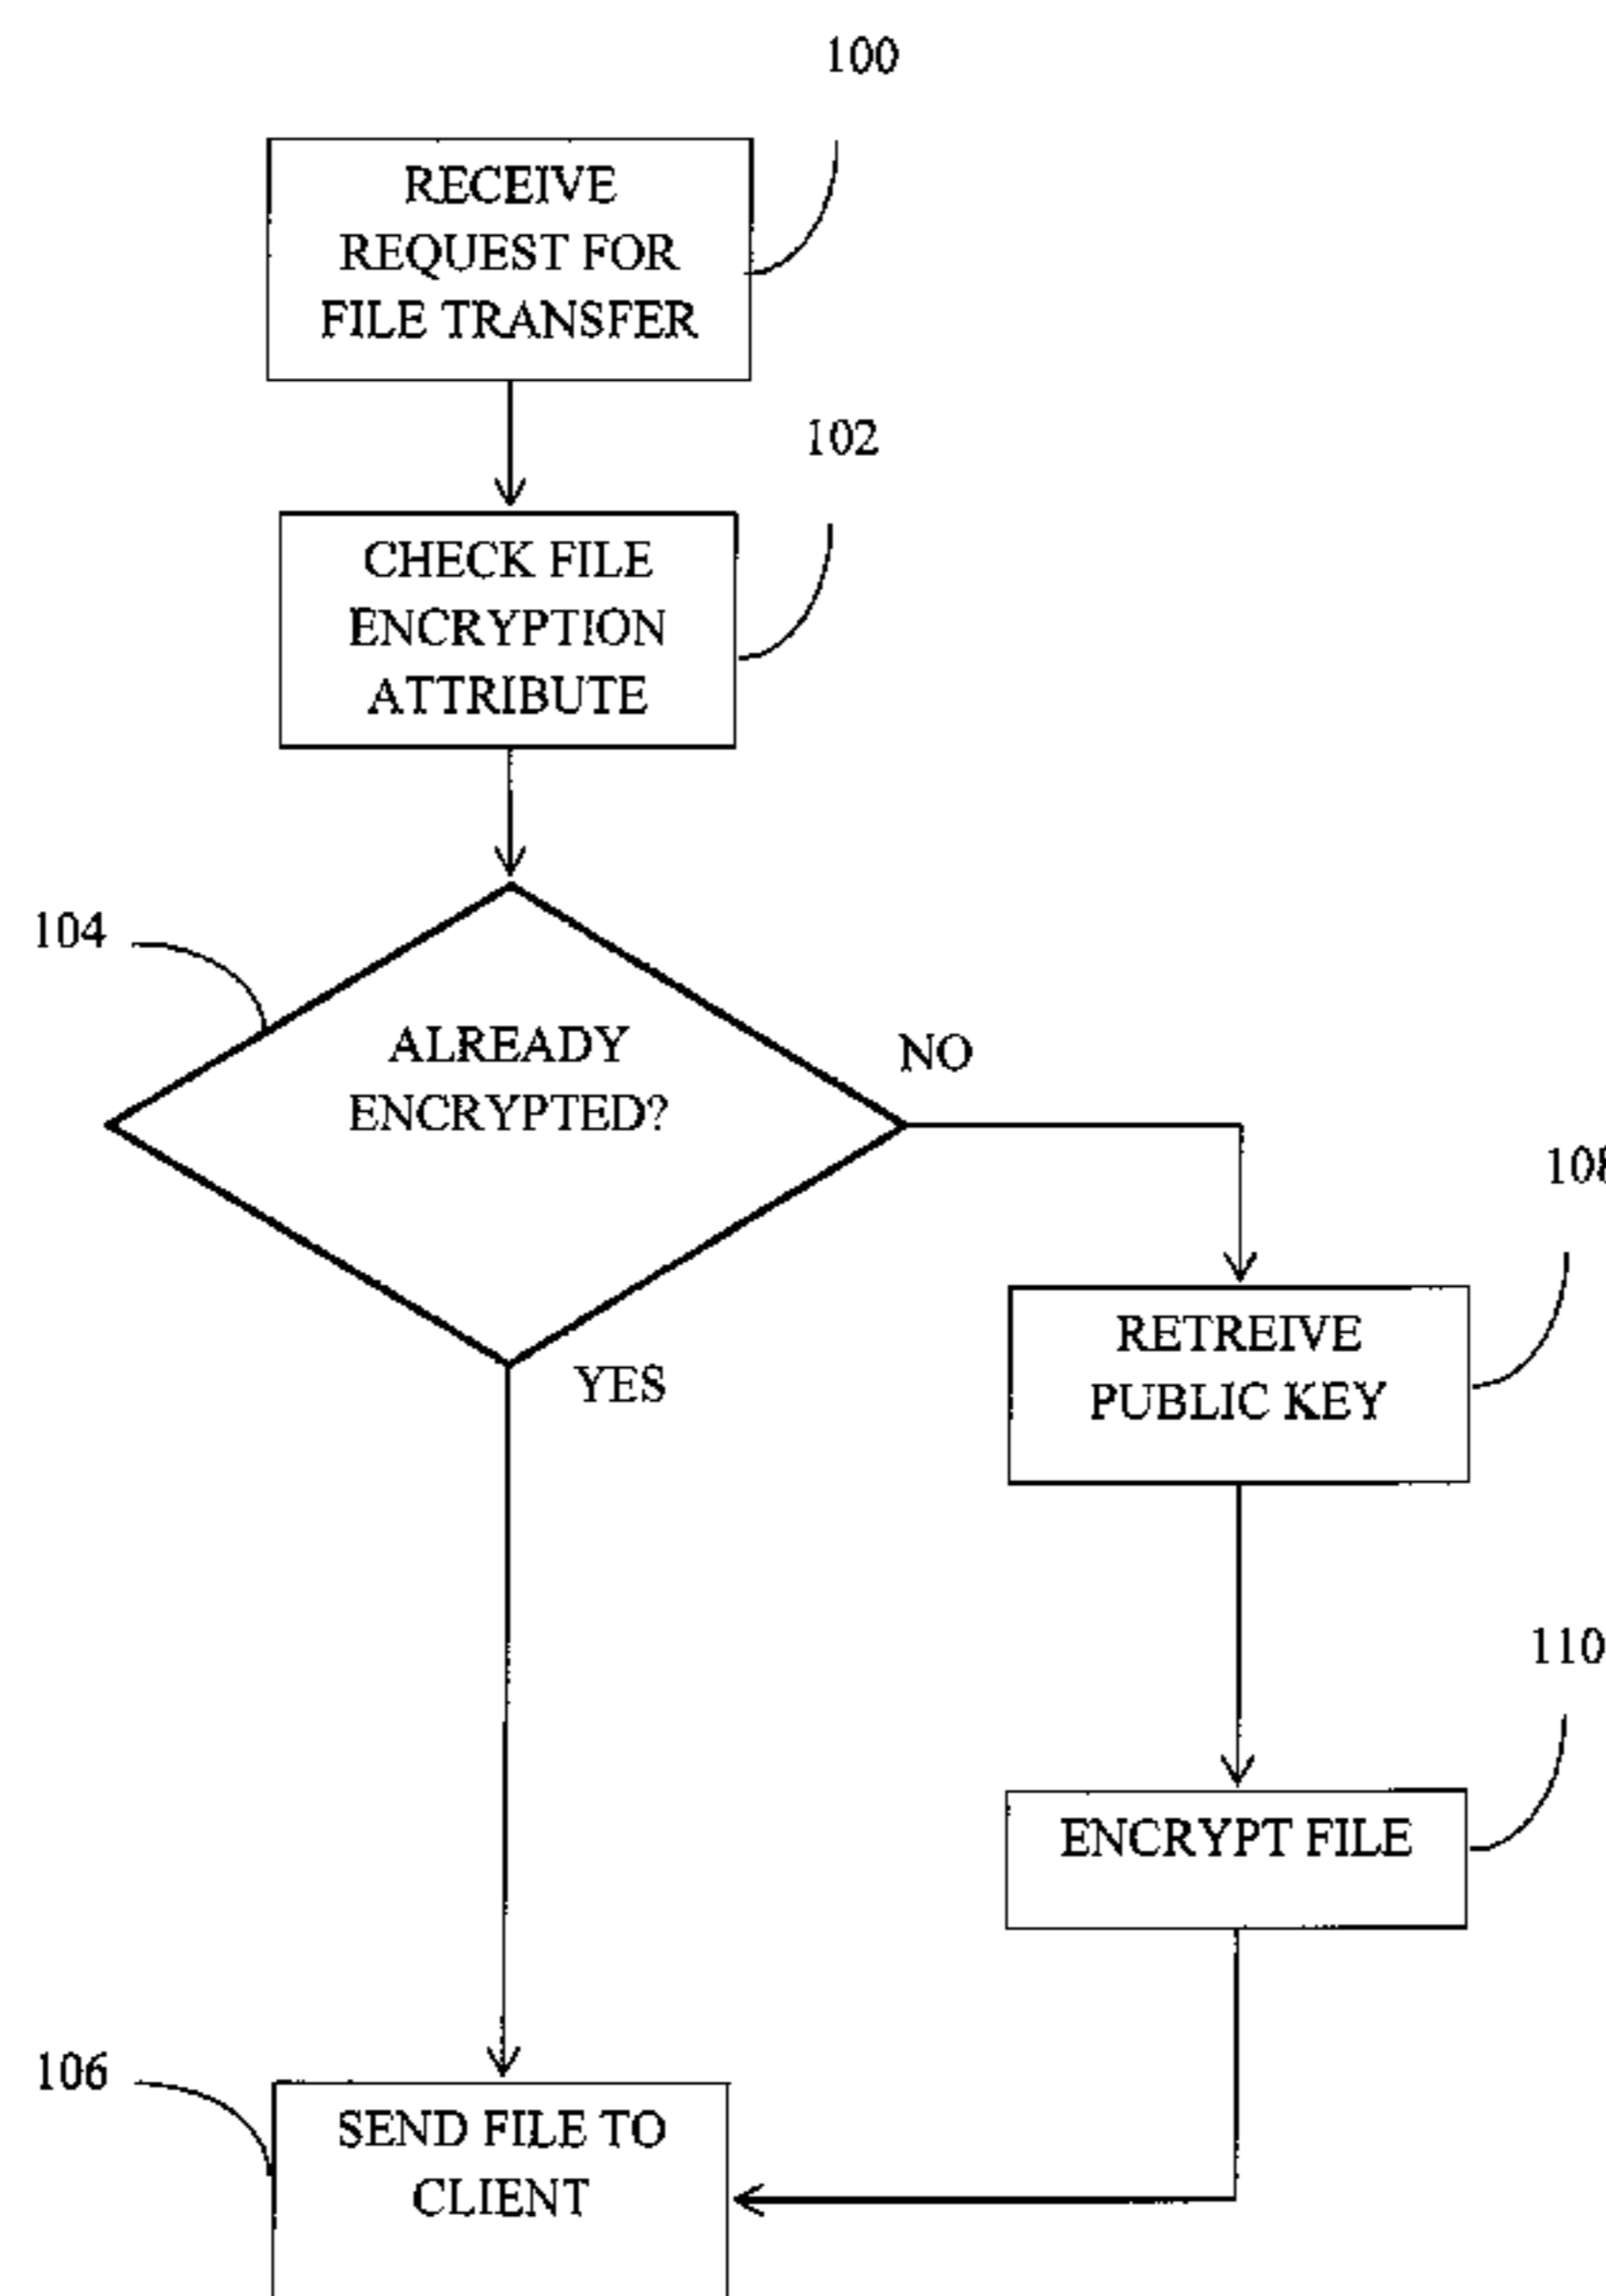 100
RECEIVE
REQUEST FOR
FILE TRANSFER
102
CHECK FILE
ENCRYPTION
ATTRIBUTE
104
ALREADY
ENCRYPTED?
NO
YES
108
RETREIVE
PUBLIC KEY
110
ENCRYPT FILE
106
SEND FILE TO
CLIENT